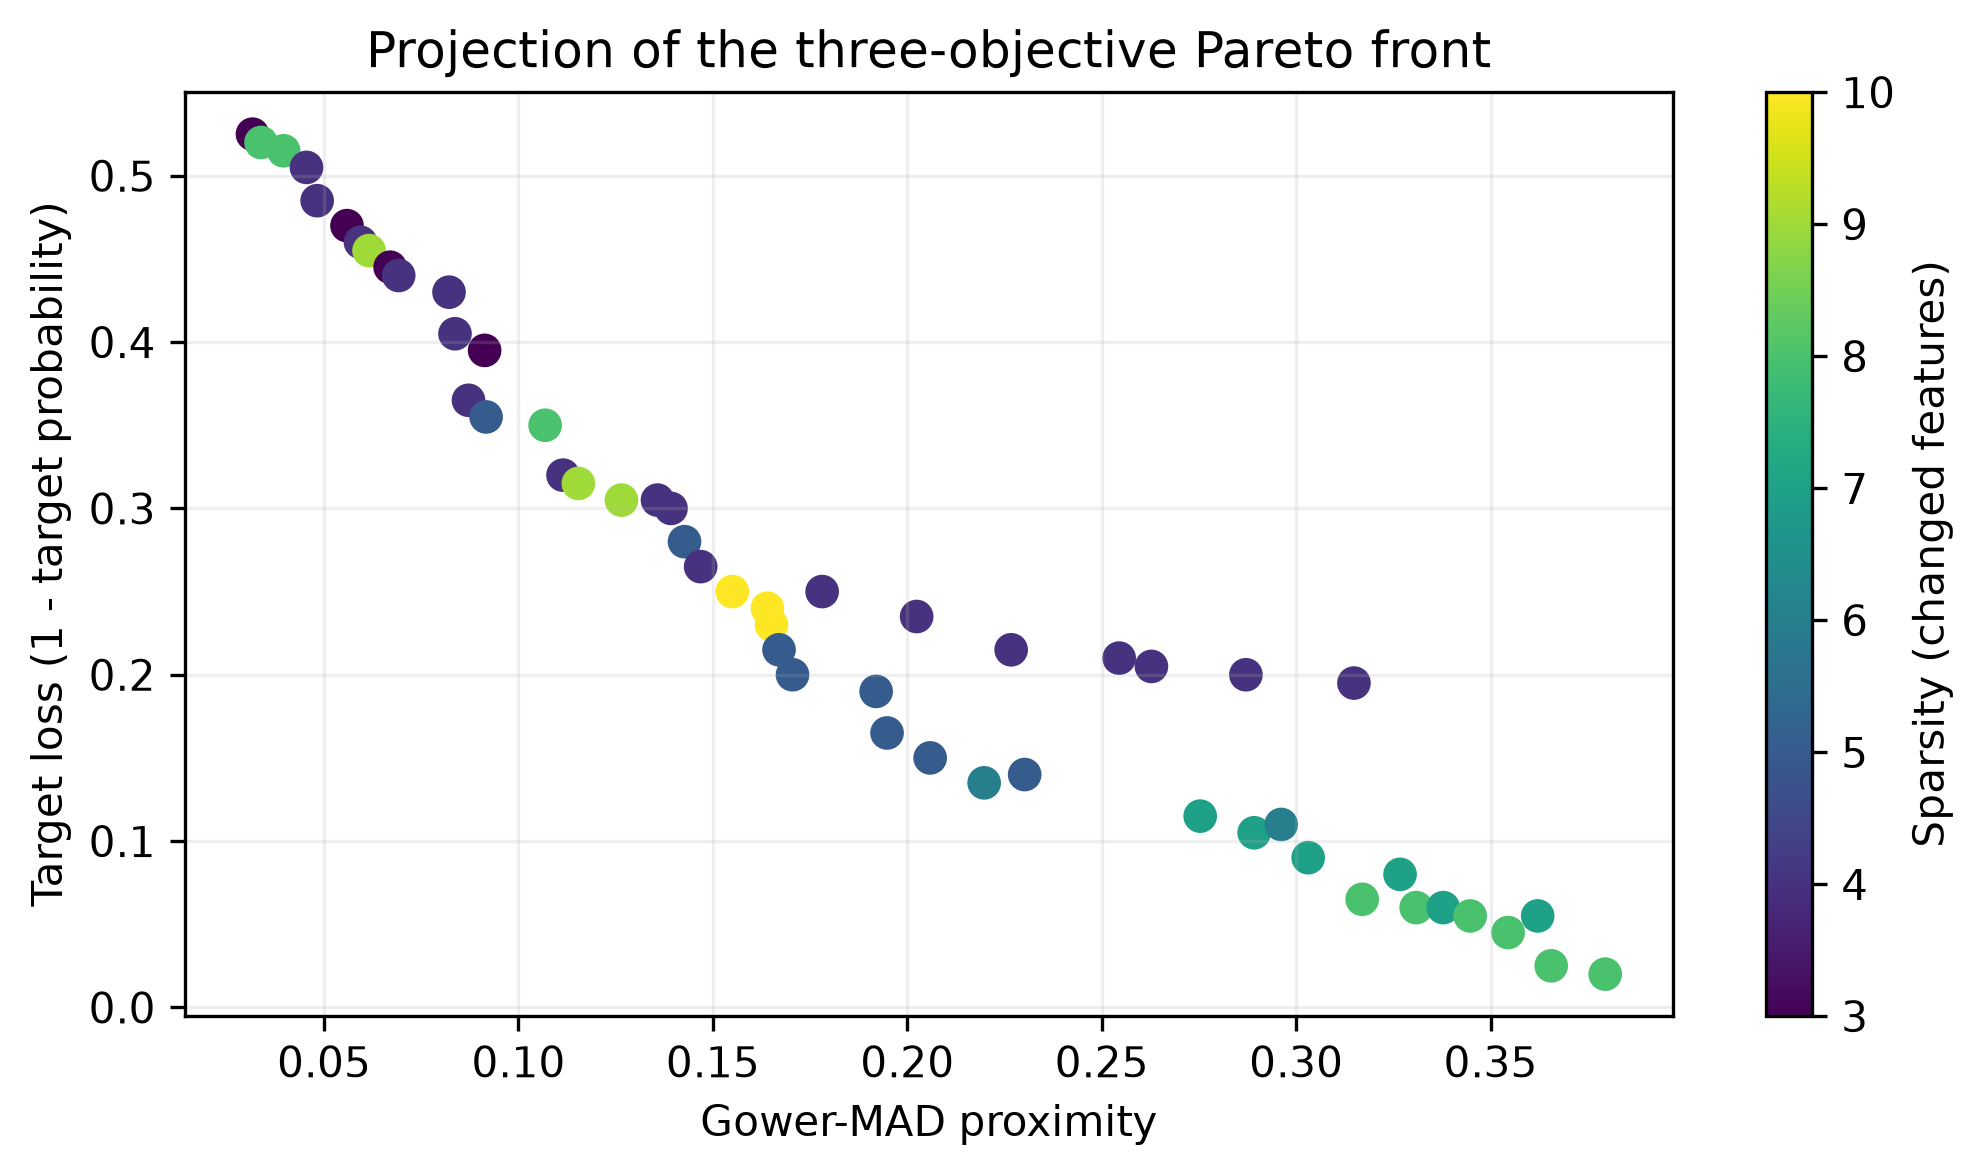 Projection of the three-objective Pareto front
Target loss (1 - target probability)
0.5
0.4
0.3
0.2
0.1
0.0
0.05 0.10 0.15 0.20 0.25 0.30 0.35
Gower-MAD proximity
10
9
8
7
6
5
4
3
Sparsity (changed features)